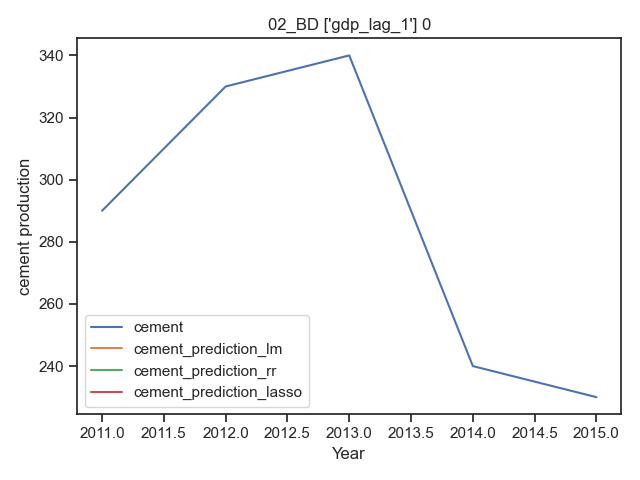 02_BD ['gdp_lag_1'] 0
cement production
340
320
300
280
260
240
cement
cement_prediction_lm
cement_prediction_rr
cement_prediction_lasso
2011.0 2011.5 2012.0 2012.5 2013.0 2013.5 2014.0 2014.5 2015.0
Year